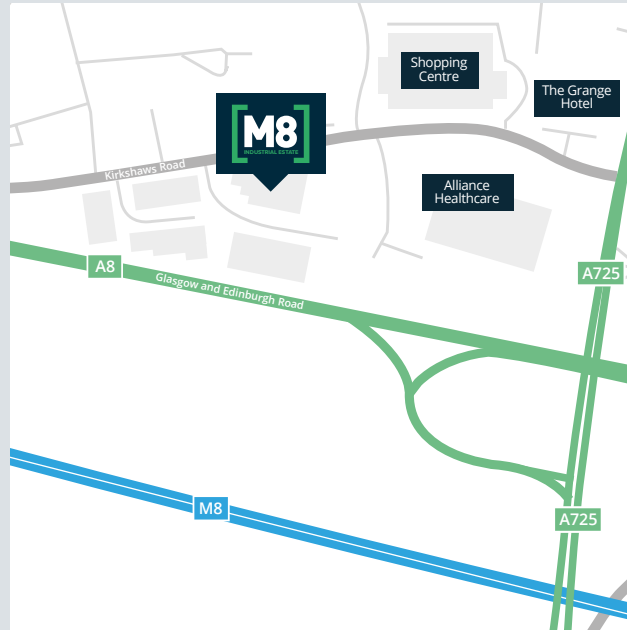 Shopping
Centre
The Grange
Hotel
M8
INDUSTRIAL ESTATE
Kirkshaws Road
Alliance
Healthcare
A8
A725
Glasgow and Edinburgh Road
M8
A725